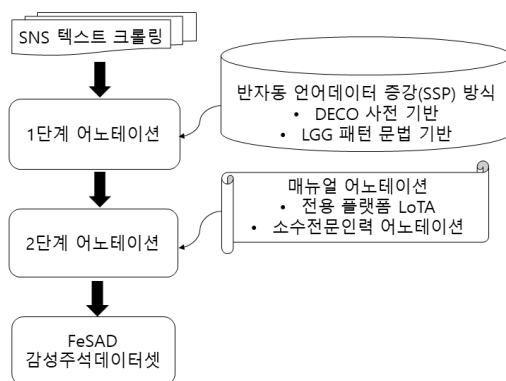 SNS 텍스트 크롤링
반자동 언어데이터 증강(SSP) 방식
• DECO 사전 기반
• LGG 패턴 문법 기반
1단계 어노테이션
매뉴얼 어노테이션
• 전용 플랫폼 LoTA
• 소수전문인력 어노테이션
2단계 어노테이션
FeSAD
감성주석데이터셋